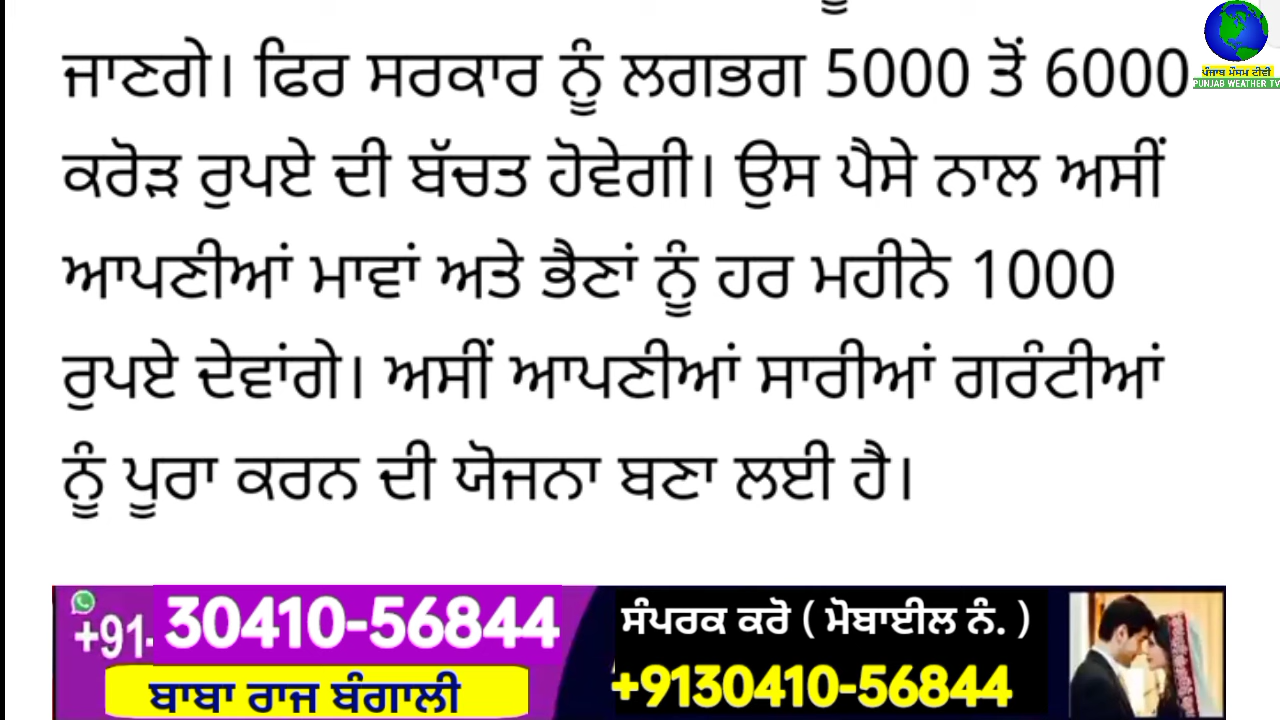 ਜਾਣਗੇ। ਫਿਰ ਸਰਕਾਰ ਨੂੰ ਲਗਭਗ 5000 ਤੋਂ 6000
ਪੰਜਾਬ ਮੌਸਮ ਟੀਵੀ
PUNJAB WEATHER TV
ਕਰੋੜ ਰੁਪਏ ਦੀ ਬੱਚਤ ਹੋਵੇਗੀ। ਉਸ ਪੈਸੇ ਨਾਲ ਅਸੀਂ
ਆਪਣੀਆਂ ਮਾਵਾਂ ਅਤੇ ਭੈਣਾਂ ਨੂੰ ਹਰ ਮਹੀਨੇ 1000
ਰੁਪਏ ਦੇਵਾਂਗੇ। ਅਸੀਂ ਆਪਣੀਆਂ ਸਾਰੀਆਂ ਗਰੰਟੀਆਂ
ਨੂੰ ਪੂਰਾ ਕਰਨ ਦੀ ਯੋਜਨਾ ਬਣਾ ਲਈ ਹੈ।
+91. 30410-56844
ਬਾਬਾ ਰਾਜ ਬੰਗਾਲੀ
ਸੰਪਰਕ ਕਰੋ ( ਮੋਬਾਈਲ ਨੰ. )
+9130410-56844